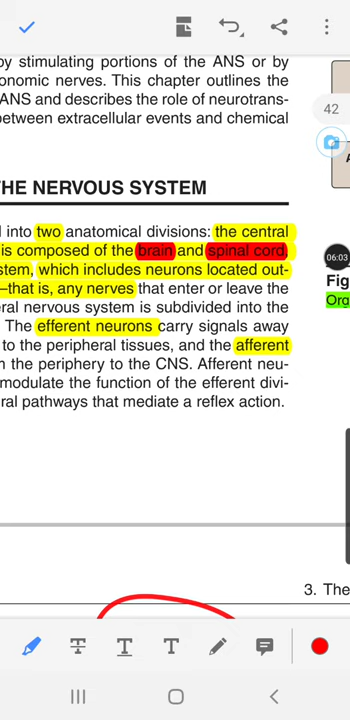 by stimulating portions of the ANS or by
onomic nerves. This chapter outlines the
ANS and describes the role of neurotrans-
between extracellular events and chemical
42
A
THE NERVOUS SYSTEM
l into two anatomical divisions: the central
is composed of the brain and spinal cord,
stem, which includes neurons located out-
—that is, any nerves that enter or leave the
eral nervous system is subdivided into the
. The efferent neurons carry signals away
to the peripheral tissues, and the afferent
m the periphery to the CNS. Afferent neu-
modulate the function of the efferent divi-
ral pathways that mediate a reflex action.
06:03
Fig
Org
3. The
T
T
T